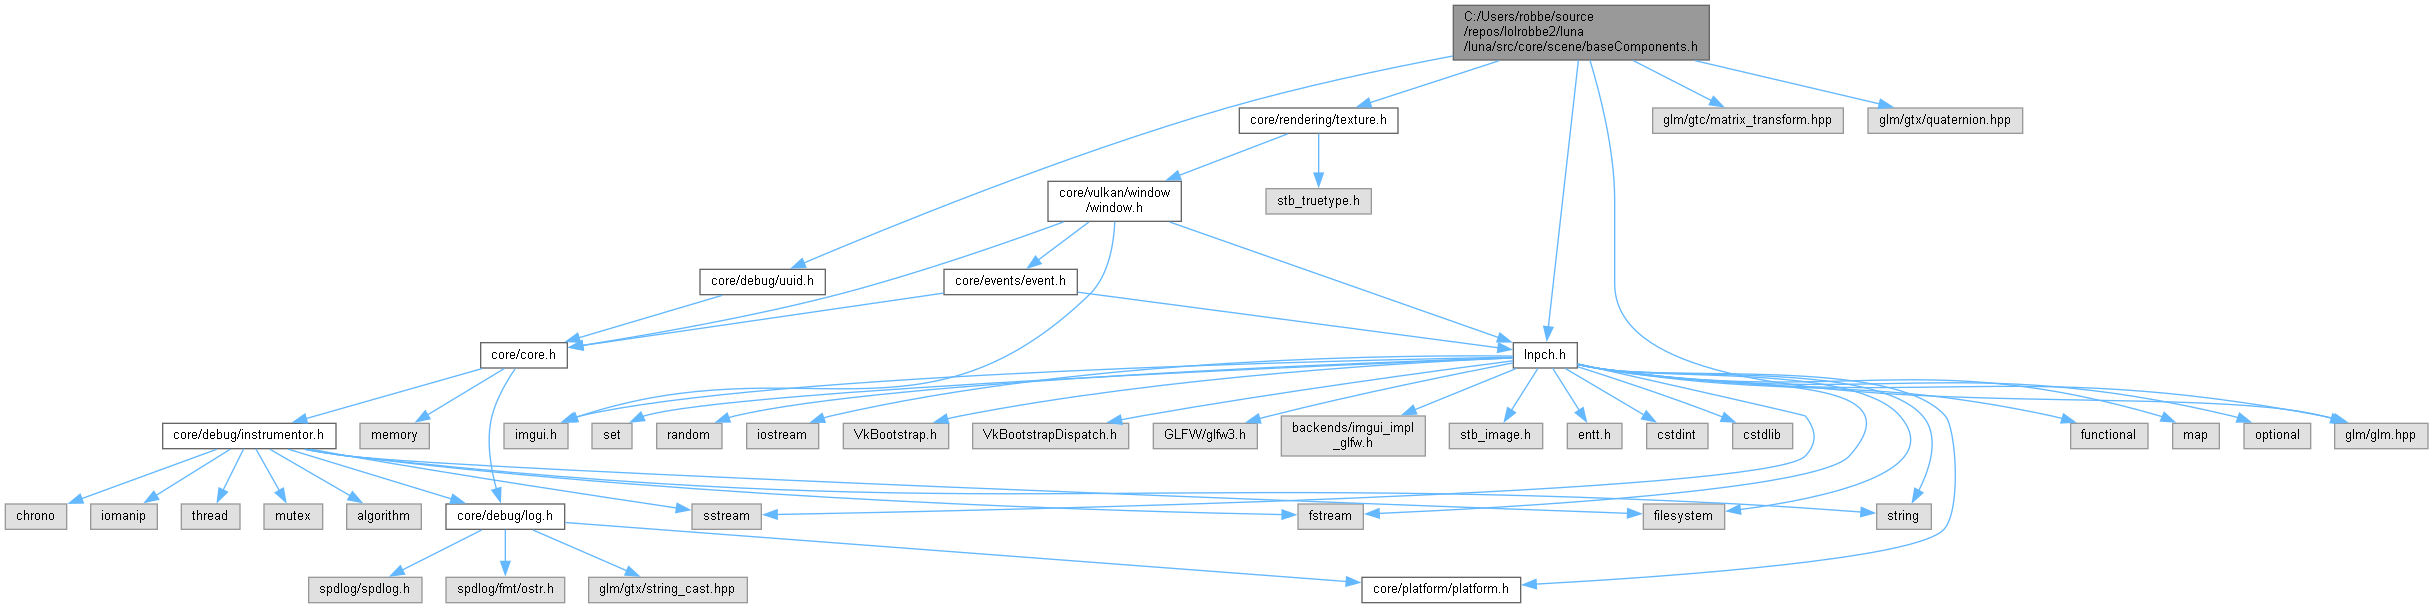 C:/Users/robbe/source
/repos/lolrobbe2/luna
/luna/src/core/scene/baseComponents.h
core/rendering/texture.h
glm/gtc/matrix_transform.hpp
glm/gtx/quaternion.hpp
core/vulkan/window
/window.h
stb_truetype.h
core/debug/uuid.h
core/events/event.h
core/core.h
lnpch.h
core/debug/instrumentor.h
memory
imgui.h
set
random
iostream
VkBootstrap.h
VkBootstrapDispatch.h
GLFW/glfw3.h
backends/imgui_impl
_glfw.h
stb_image.h
entt.h
cstdint
cstdlib
functional
map
optional
glm/glm.hpp
chrono
iomanip
thread
mutex
algorithm
core/debug/log.h
sstream
fstream
filesystem
string
spdlog/spdlog.h
spdlog/fmt/ostr.h
glm/gtx/string_cast.hpp
core/platform/platform.h